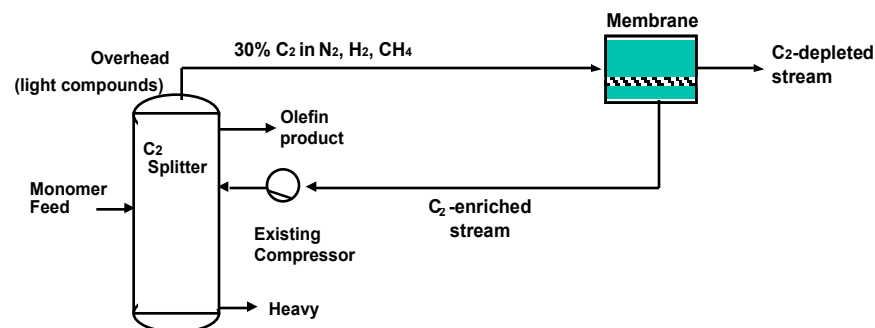 Membrane
Overhead
(light compounds)
30% C₂ in N₂, H₂, CH₄
C₂-depleted
stream
Olefin
product
C₂
Splitter
Monomer
Feed
C₂-enriched
stream
Existing
Compressor
Heavy